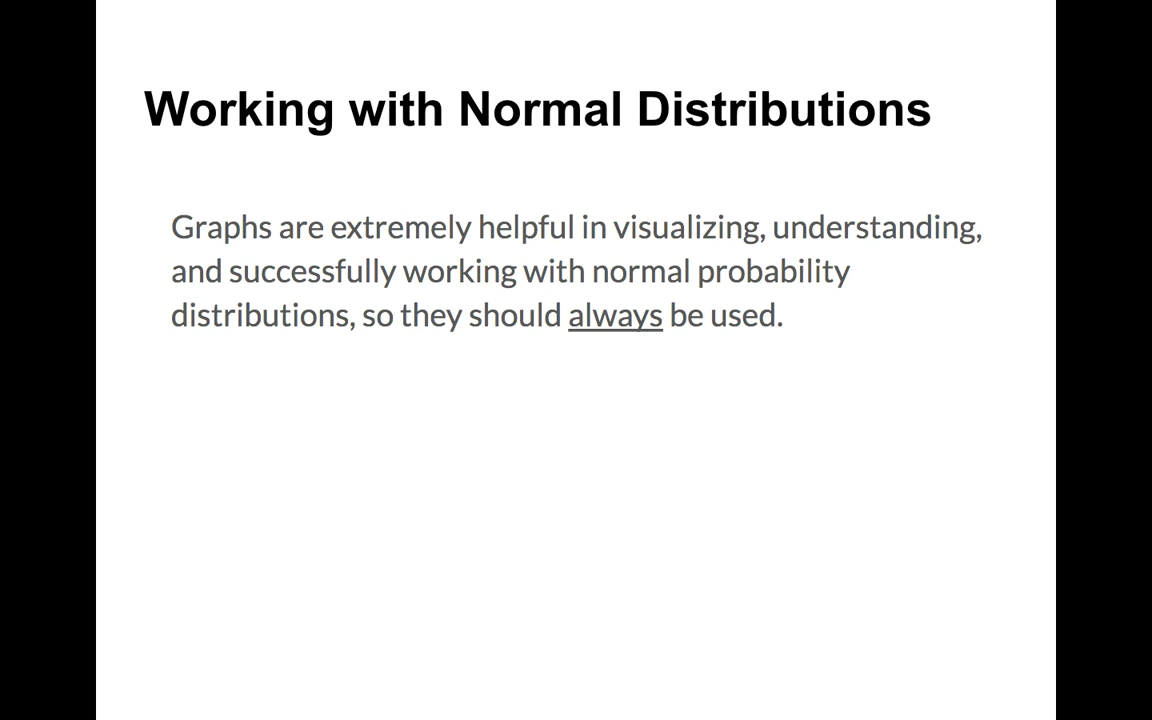 Working with Normal Distributions
Graphs are extremely helpful in visualizing, understanding,
and successfully working with normal probability
distributions, so they should always be used.